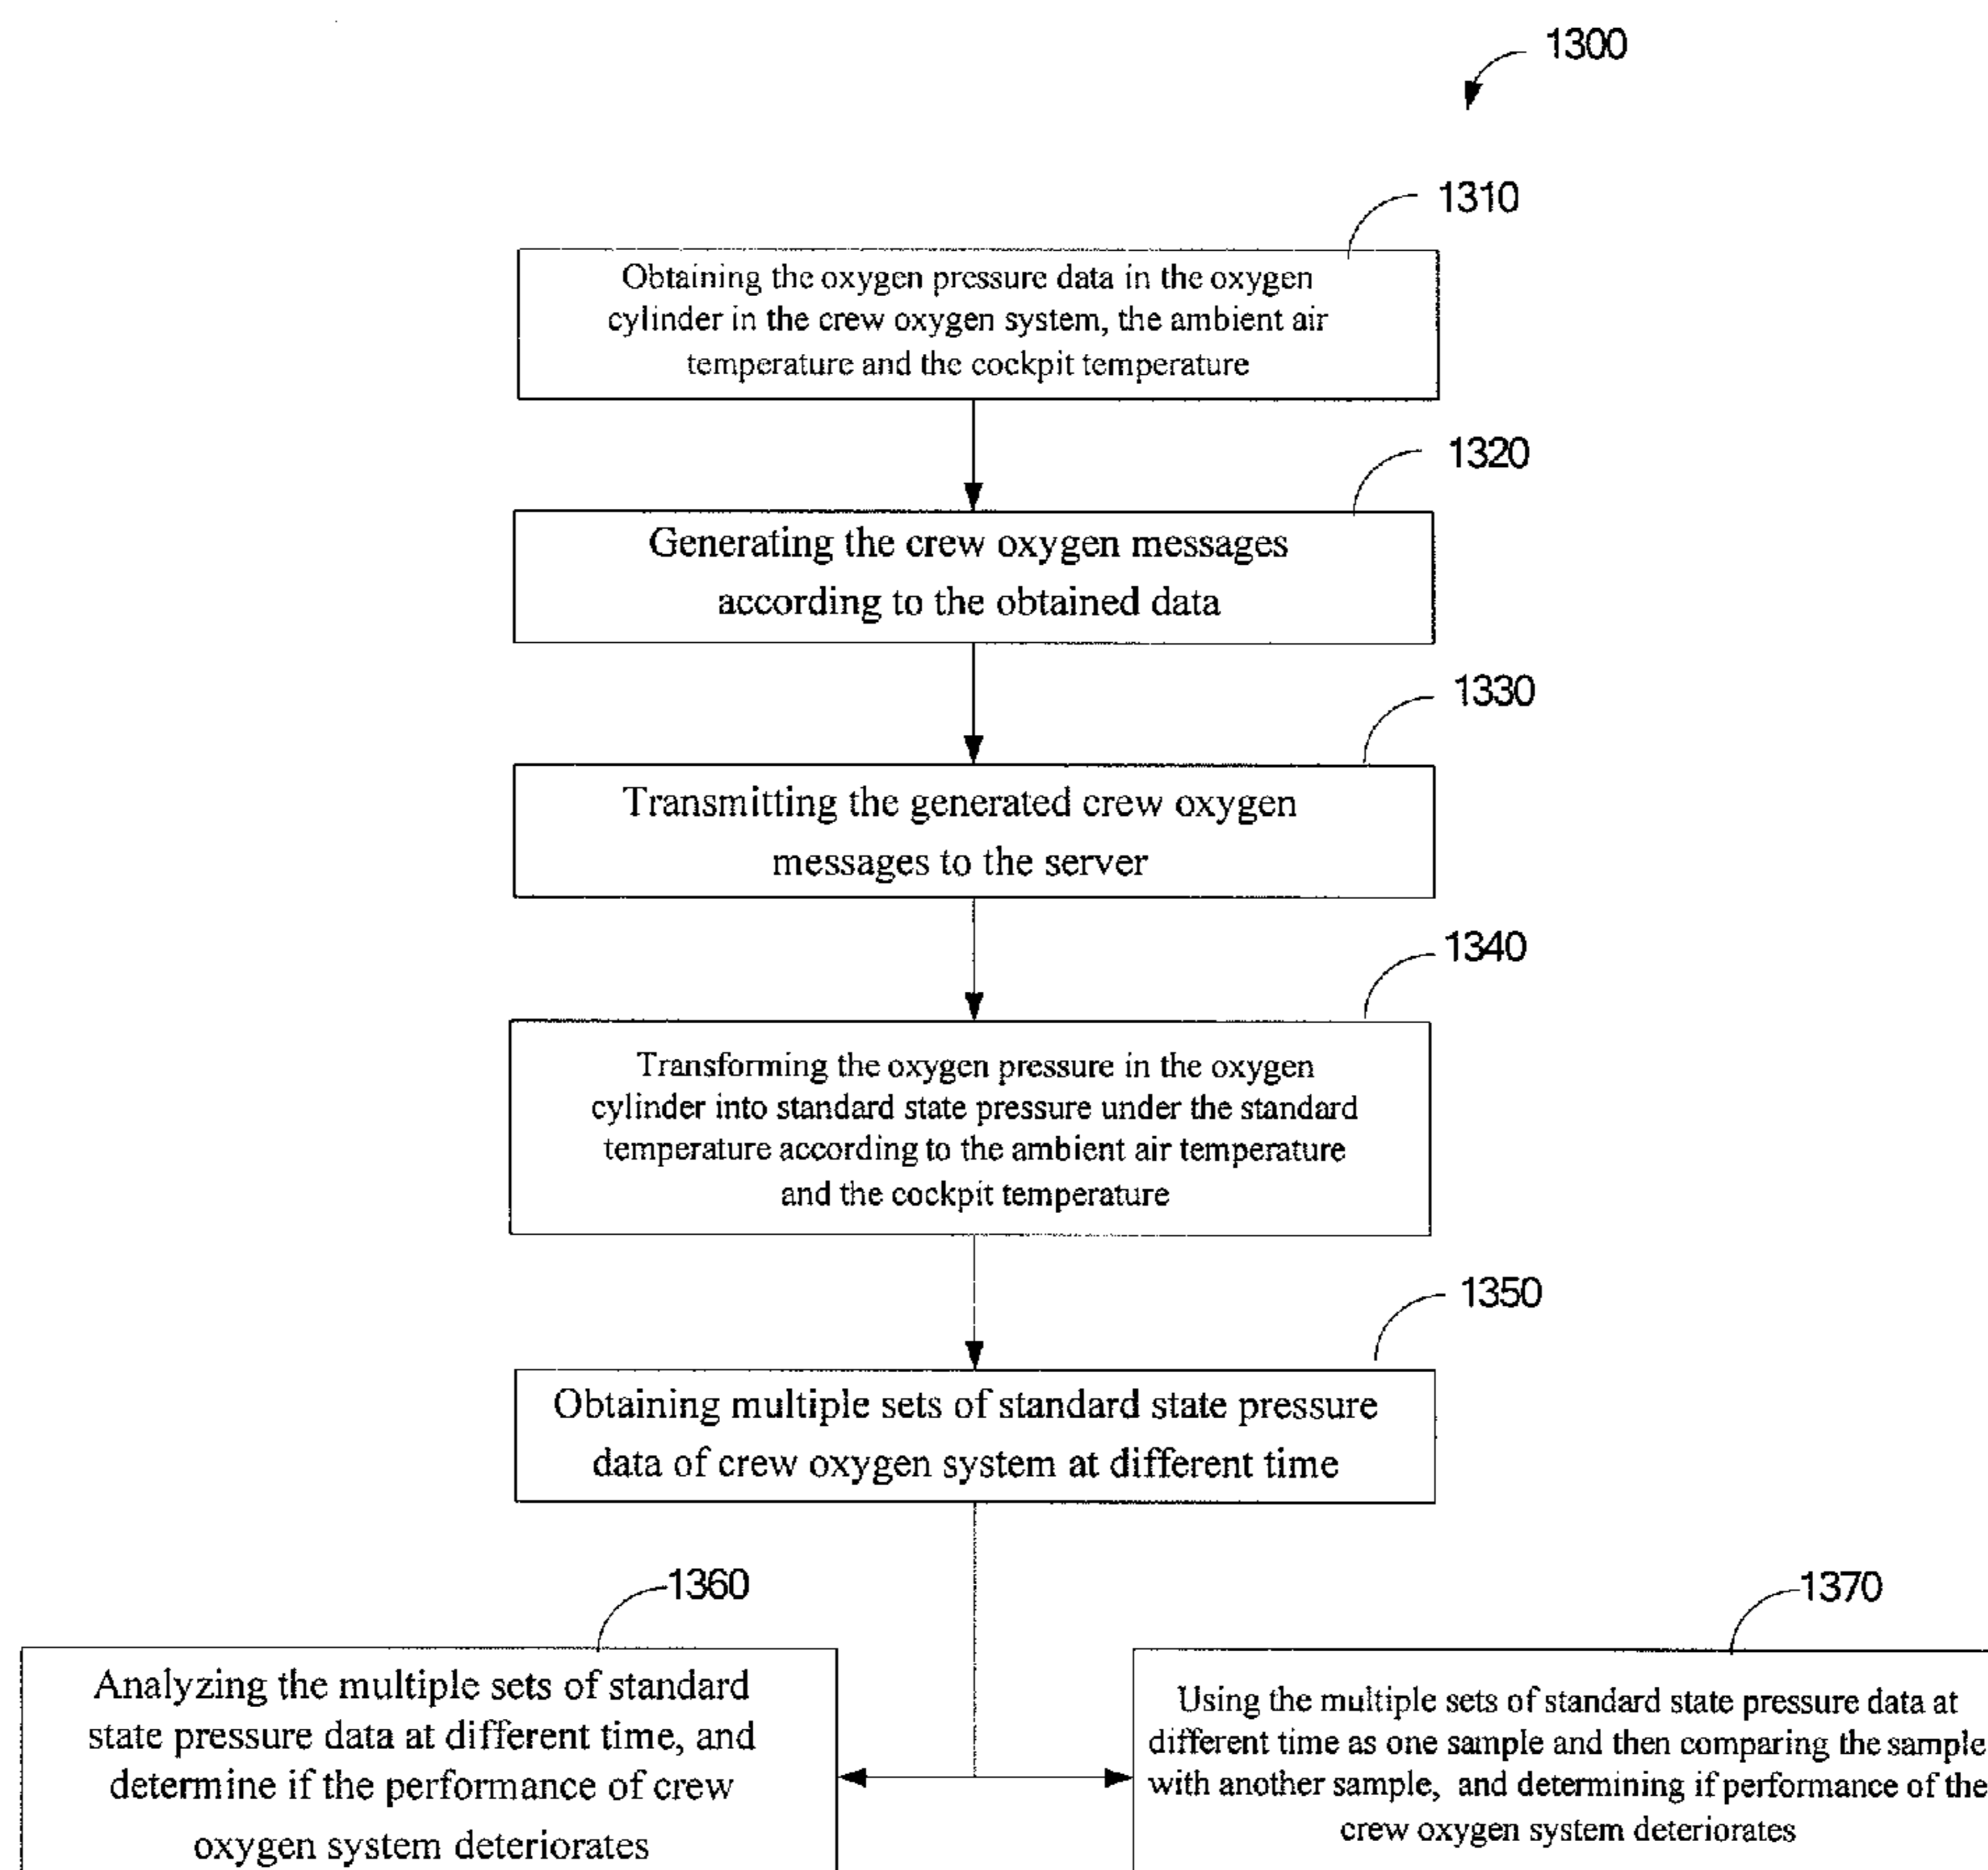 1300
1310
Obtaining the oxygen pressure data in the oxygen
cylinder in the crew oxygen system, the ambient air
temperature and the cockpit temperature
1320
Generating the crew oxygen messages
according to the obtained data
1330
Transmitting the generated crew oxygen
messages to the server
1340
Transforming the oxygen pressure in the oxygen
cylinder into standard state pressure under the standard
temperature according to the ambient air temperature
and the cockpit temperature
1350
Obtaining multiple sets of standard state pressure
data of crew oxygen system at different time
1360
Analyzing the multiple sets of standard
state pressure data at different time, and
determine if the performance of crew
oxygen system deteriorates
1370
Using the multiple sets of standard state pressure data at
different time as one sample and then comparing the sample
with another sample, and determining if performance of the
crew oxygen system deteriorates